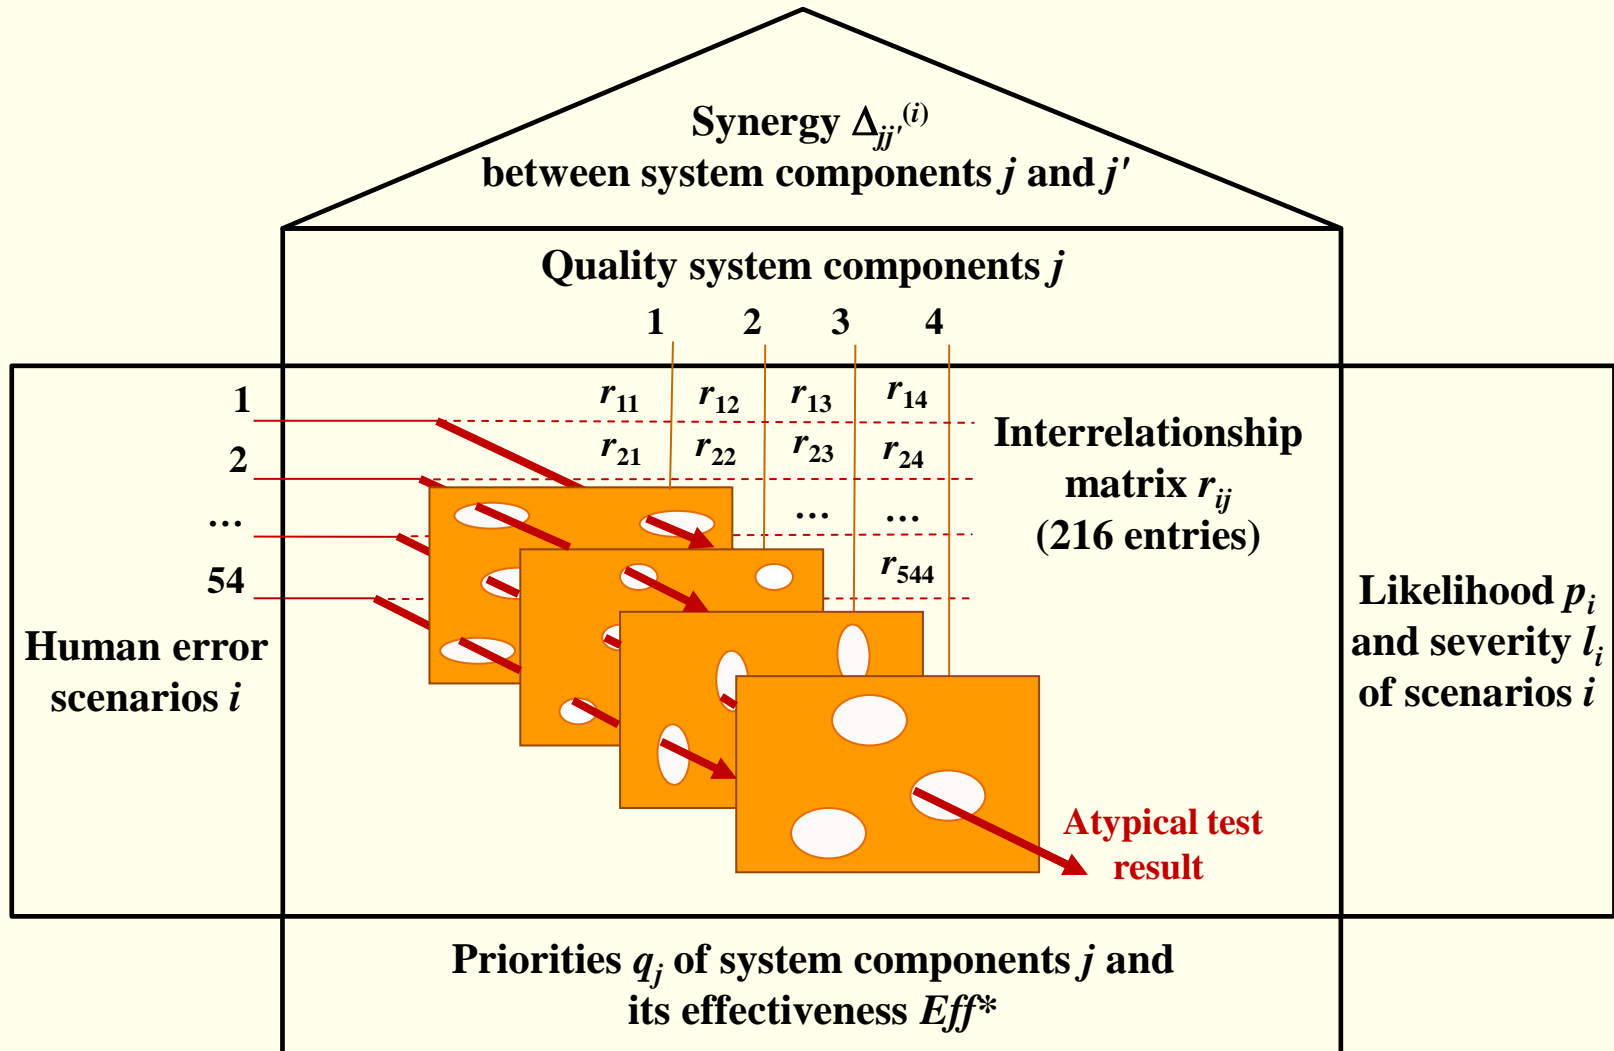 Synergy Δjj'(i)
between system components j and j'
Quality system components j
1 2 3 4
1 r11 r12 r13 r14
2 r21 r22 r23 r24
... ... ...
54 r544
Interrelationship
matrix rij
(216 entries)
Human error
scenarios i
Likelihood pi
and severity li
of scenarios i
Atypical test
result
Priorities qj of system components j and
its effectiveness Eff*